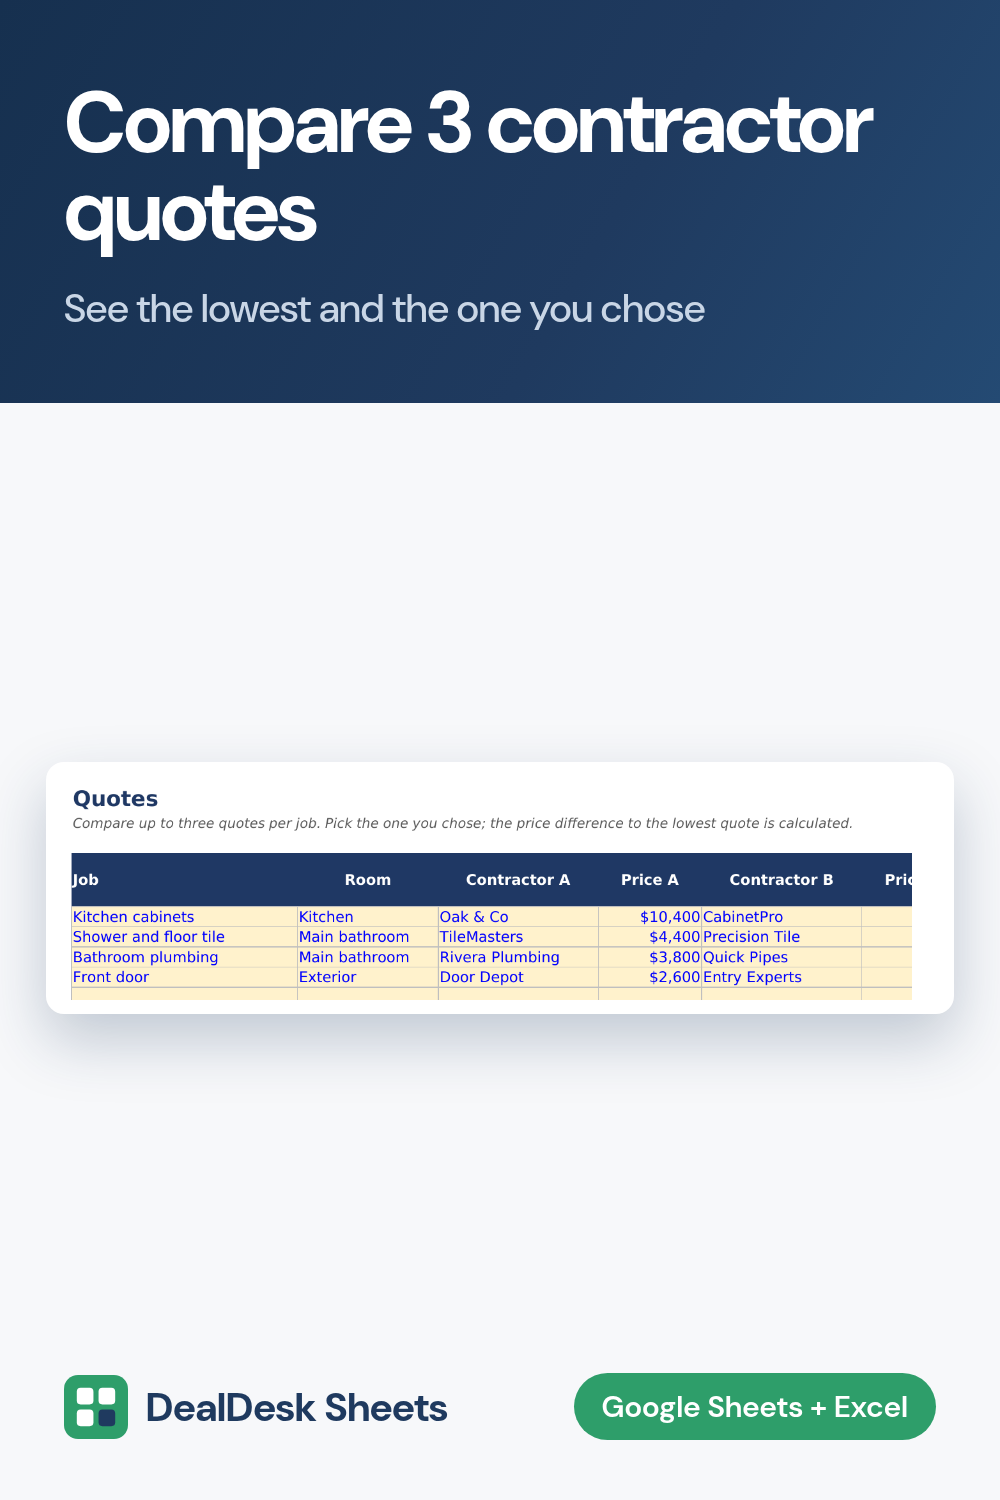 Compare 3 contractor
quotes
See the lowest and the one you chose
Quotes
Compare up to three quotes per job. Pick the one you chose; the price difference to the lowest quote is calculated.
Job Room Contractor A Price A Contractor B
Kitchen cabinets Kitchen Oak & Co $10,400 CabinetPro
Shower and floor tile Main bathroom TileMasters $4,400 Precision Tile
Bathroom plumbing Main bathroom Rivera Plumbing $3,800 Quick Pipes
Front door Exterior Door Depot $2,600 Entry Experts
DealDesk Sheets
Google Sheets + Excel